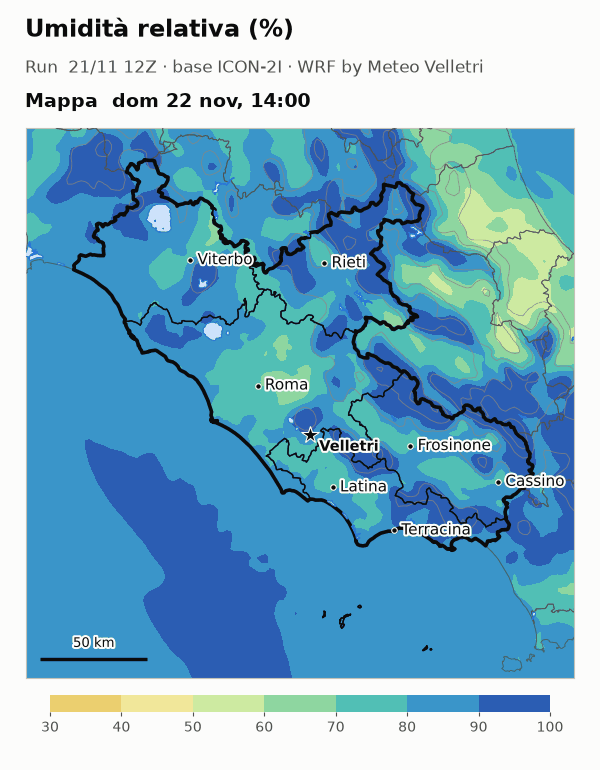 Umidità relativa (%)
Run  21/11 12Z · base ICON-2I · WRF by Meteo Velletri
Mappa  dom 22 nov, 14:00
Viterbo
Rieti
Roma
Velletri
Frosinone
Cassino
Latina
Terracina
50 km
30 40 50 60 70 80 90 100